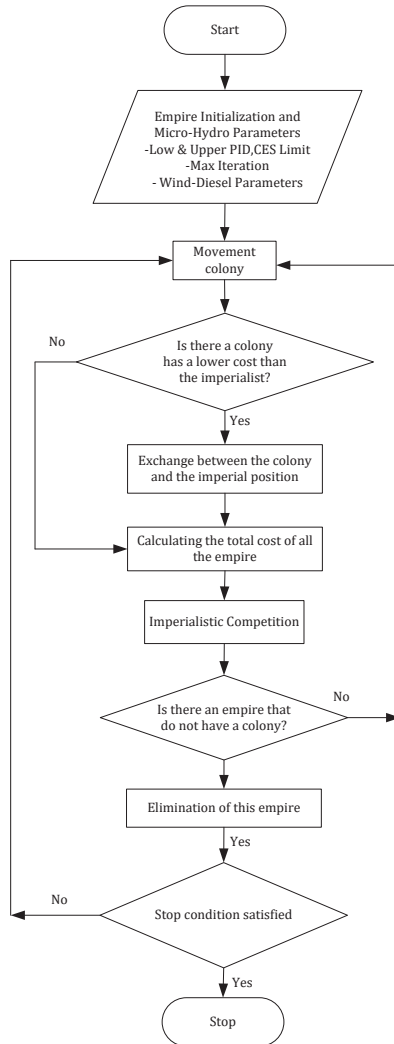 Start
Empire Initialization and
Micro-Hydro Parameters
-Low & Upper PID,CES Limit
-Max Iteration
- Wind-Diesel Parameters
Movement
colony
No
Is there a colony
has a lower cost than
the imperialist?
Yes
Exchange between the colony
and the imperial position
Calculating the total cost of all
the empire
Imperialistic Competition
Is there an empire that
do not have a colony?
No
Elimination of this empire
Yes
No
Stop condition satisfied
Yes
Stop